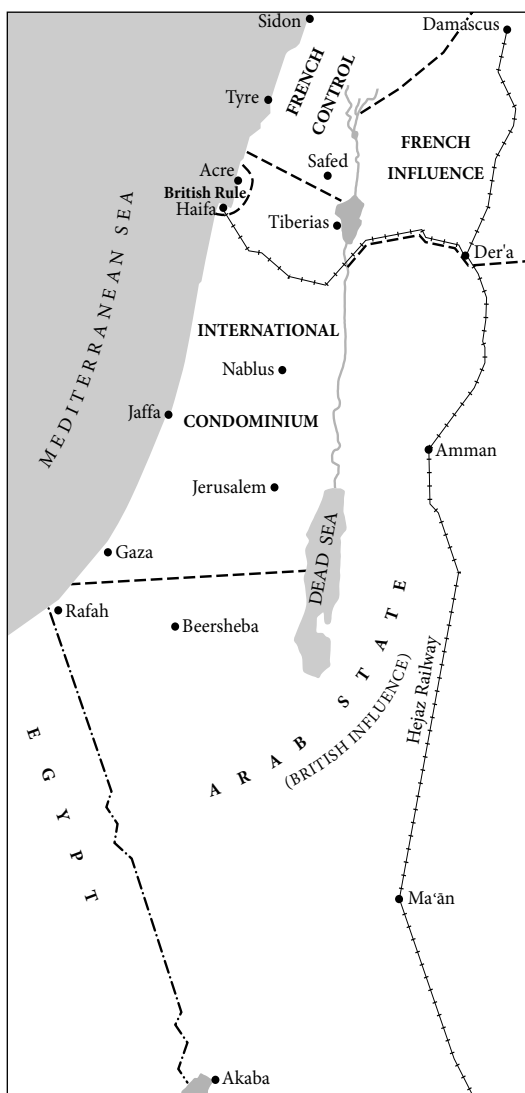 Sidon
Damascus
FRENCH
CONTROL
Tyre
FRENCH
INFLUENCE
Safed
Acre
British Rule
Haifa
Tiberias
Der'a
MEDITERRANEAN SEA
INTERNATIONAL
Nablus
Jaffa
CONDOMINIUM
Amman
Jerusalem
DEAD SEA
Gaza
Rafah
Beersheba
ARAB STATE
(BRITISH INFLUENCE)
Hejaz Railway
EGYPT
Ma‘ān
Akaba